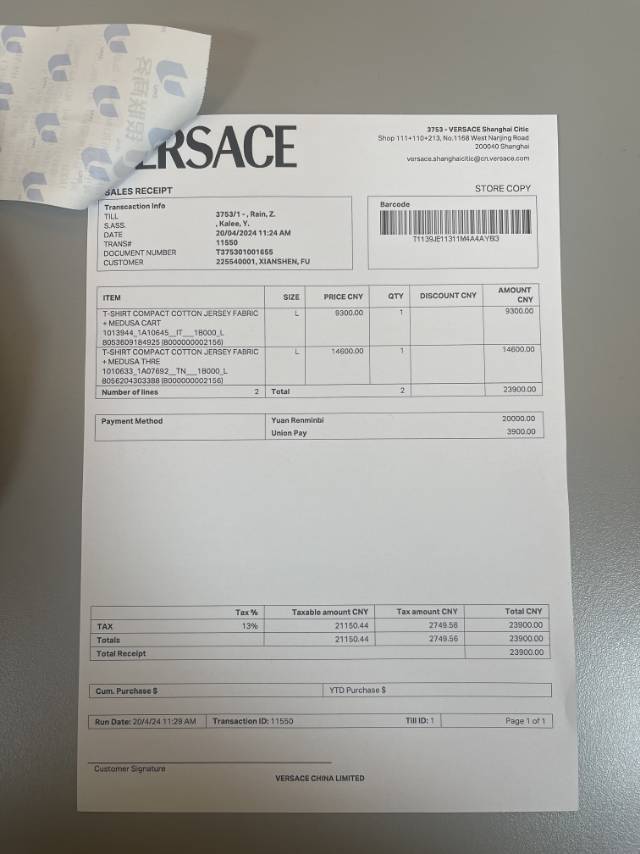 ERSACE
3753 - VERSACE Shanghai Citic
Shop 111+110+213, No.1168 West Nanjing Road
200040 Shanghai
versace.shanghaicitic@cn.versace.com
SALES RECEIPT
STORE COPY
Transcaction Info
TILL 3753/1 - , Rain, Z.
S.ASS. , Kalee, Y.
DATE 20/04/2024 11:24 AM
TRANS# 11550
DOCUMENT NUMBER T375301001655
CUSTOMER 225540001, XIANSHEN, FU
Barcode
T1139JE11311M4A4AYB3
ITEM SIZE PRICE CNY QTY DISCOUNT CNY AMOUNT CNY
T-SHIRT COMPACT COTTON JERSEY FABRIC L 9300.00 1 9300.00
+ MEDUSA CART
1013944_1A10645__IT___1B000_L
8053609184925 (B000000002156)
T-SHIRT COMPACT COTTON JERSEY FABRIC L 14600.00 1 14600.00
+ MEDUSA THRE
1010633_1A07692__TN___1B000_L
8056204303388 (B000000002156)
Number of lines 2 Total 2 23900.00
Payment Method Yuan Renminbi 20000.00
Union Pay 3900.00
Tax % Taxable amount CNY Tax amount CNY Total CNY
TAX 13% 21150.44 2749.56 23900.00
Totals 21150.44 2749.56 23900.00
Total Receipt 23900.00
Cum. Purchase $ YTD Purchase $
Run Date: 20/4/24 11:29 AM Transaction ID: 11550 Till ID: 1 Page 1 of 1
Customer Signature
VERSACE CHINA LIMITED